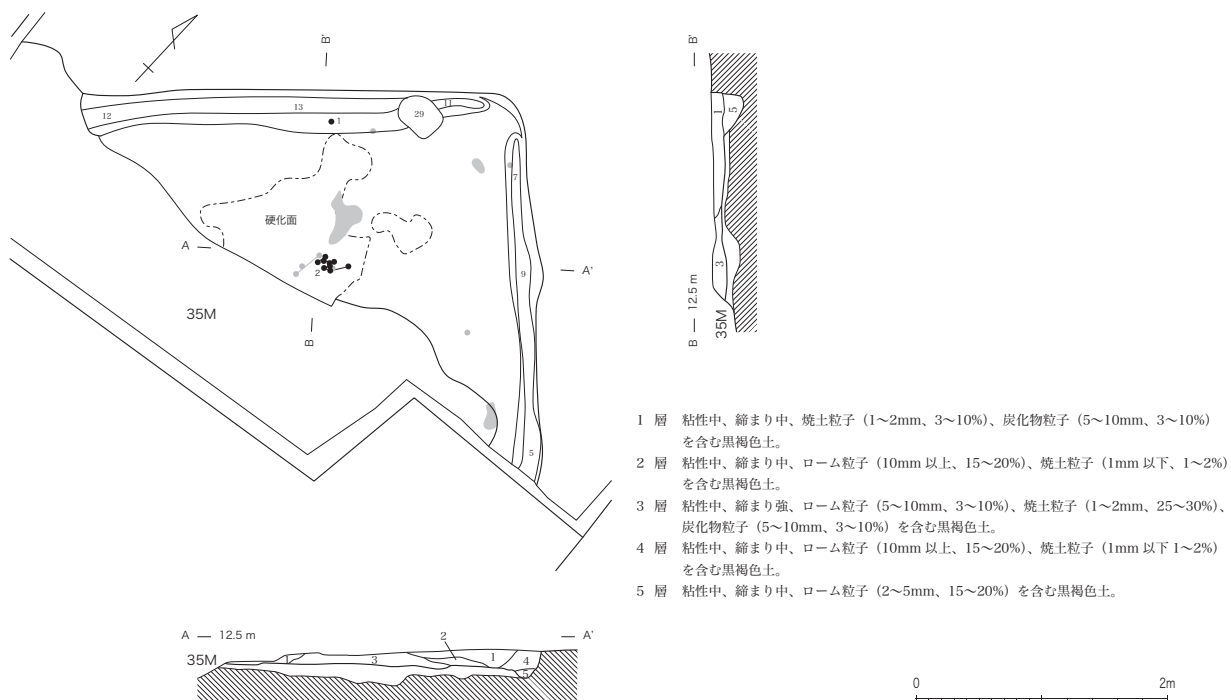 B'
13
12
11
29
1
7
硬化面
A
A'
2
9
35M
B
5
B'
1
5
3
B
12.5 m
35M
1 層 粘性中、締まり中、焼土粒子（1〜2mm、3〜10%）、炭化物粒子（5〜10mm、3〜10%）
を含む黒褐色土。
2 層 粘性中、締まり中、ローム粒子（10mm 以上、15〜20%）、焼土粒子（1mm 以下、1〜2%）
を含む黒褐色土。
3 層 粘性中、締まり強、ローム粒子（5〜10mm、3〜10%）、焼土粒子（1〜2mm、25〜30%）、
炭化物粒子（5〜10mm、3〜10%）を含む黒褐色土。
4 層 粘性中、締まり中、ローム粒子（10mm 以上、15〜20%）、焼土粒子（1mm 以下 1〜2%）
を含む黒褐色土。
5 層 粘性中、締まり中、ローム粒子（2〜5mm、15〜20%）を含む黒褐色土。
A
12.5 m
2
A'
35M
1
3
1
4
5
0
2m